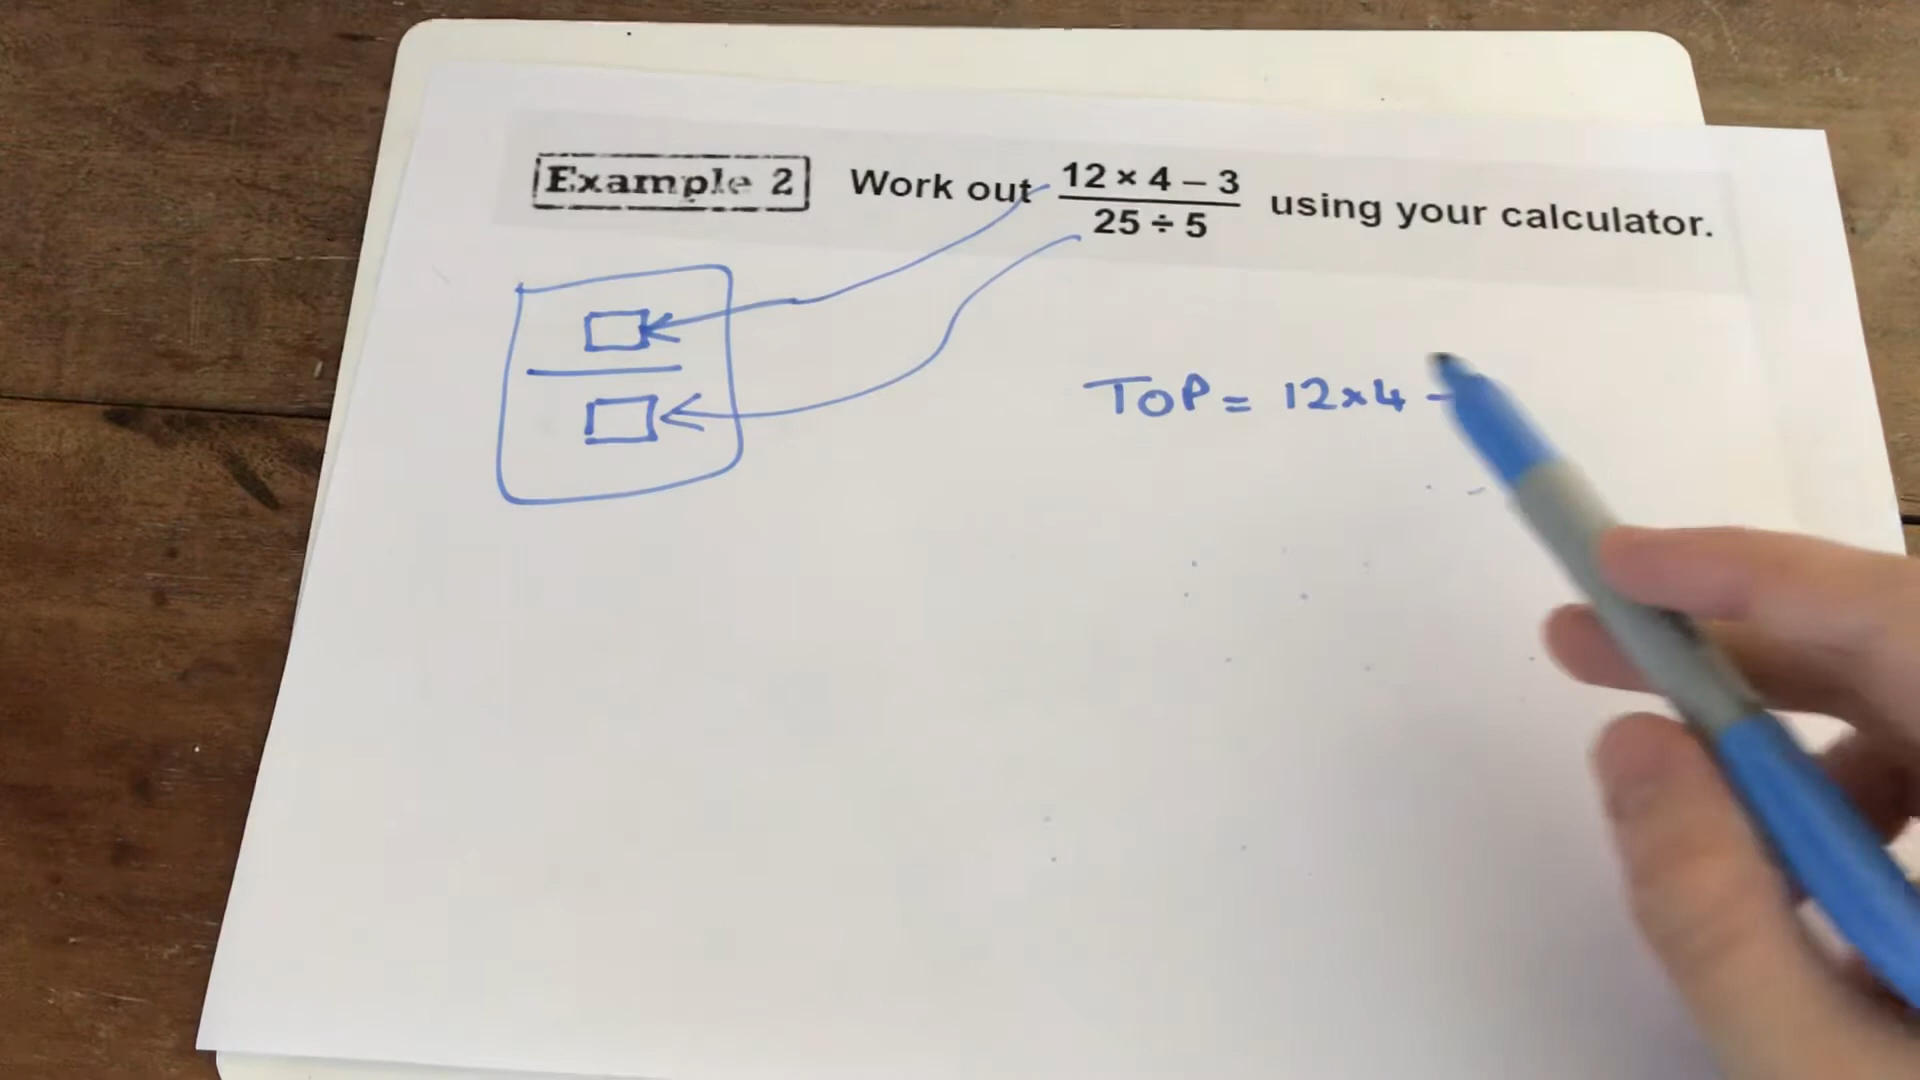 Example 2 Work out 12 × 4 – 3 using your calculator.
25 ÷ 5
TOP = 12×4 -